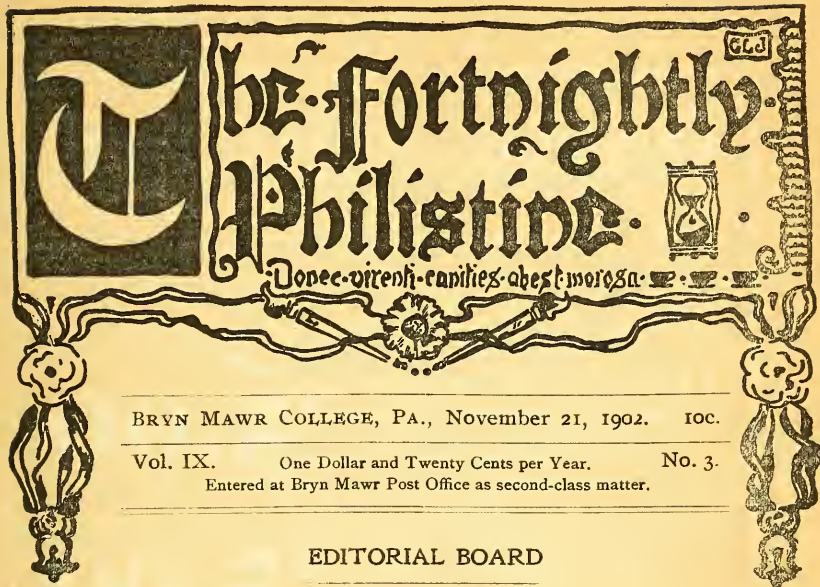 The·Fortnightly·
Philistine·
·Donec·virenti·canities·abest·morosa·
GLJ
BRYN MAWR COLLEGE, PA., November 21, 1902. 10C.
Vol. IX. One Dollar and Twenty Cents per Year. No. 3.
Entered at Bryn Mawr Post Office as second-class matter.
EDITORIAL BOARD